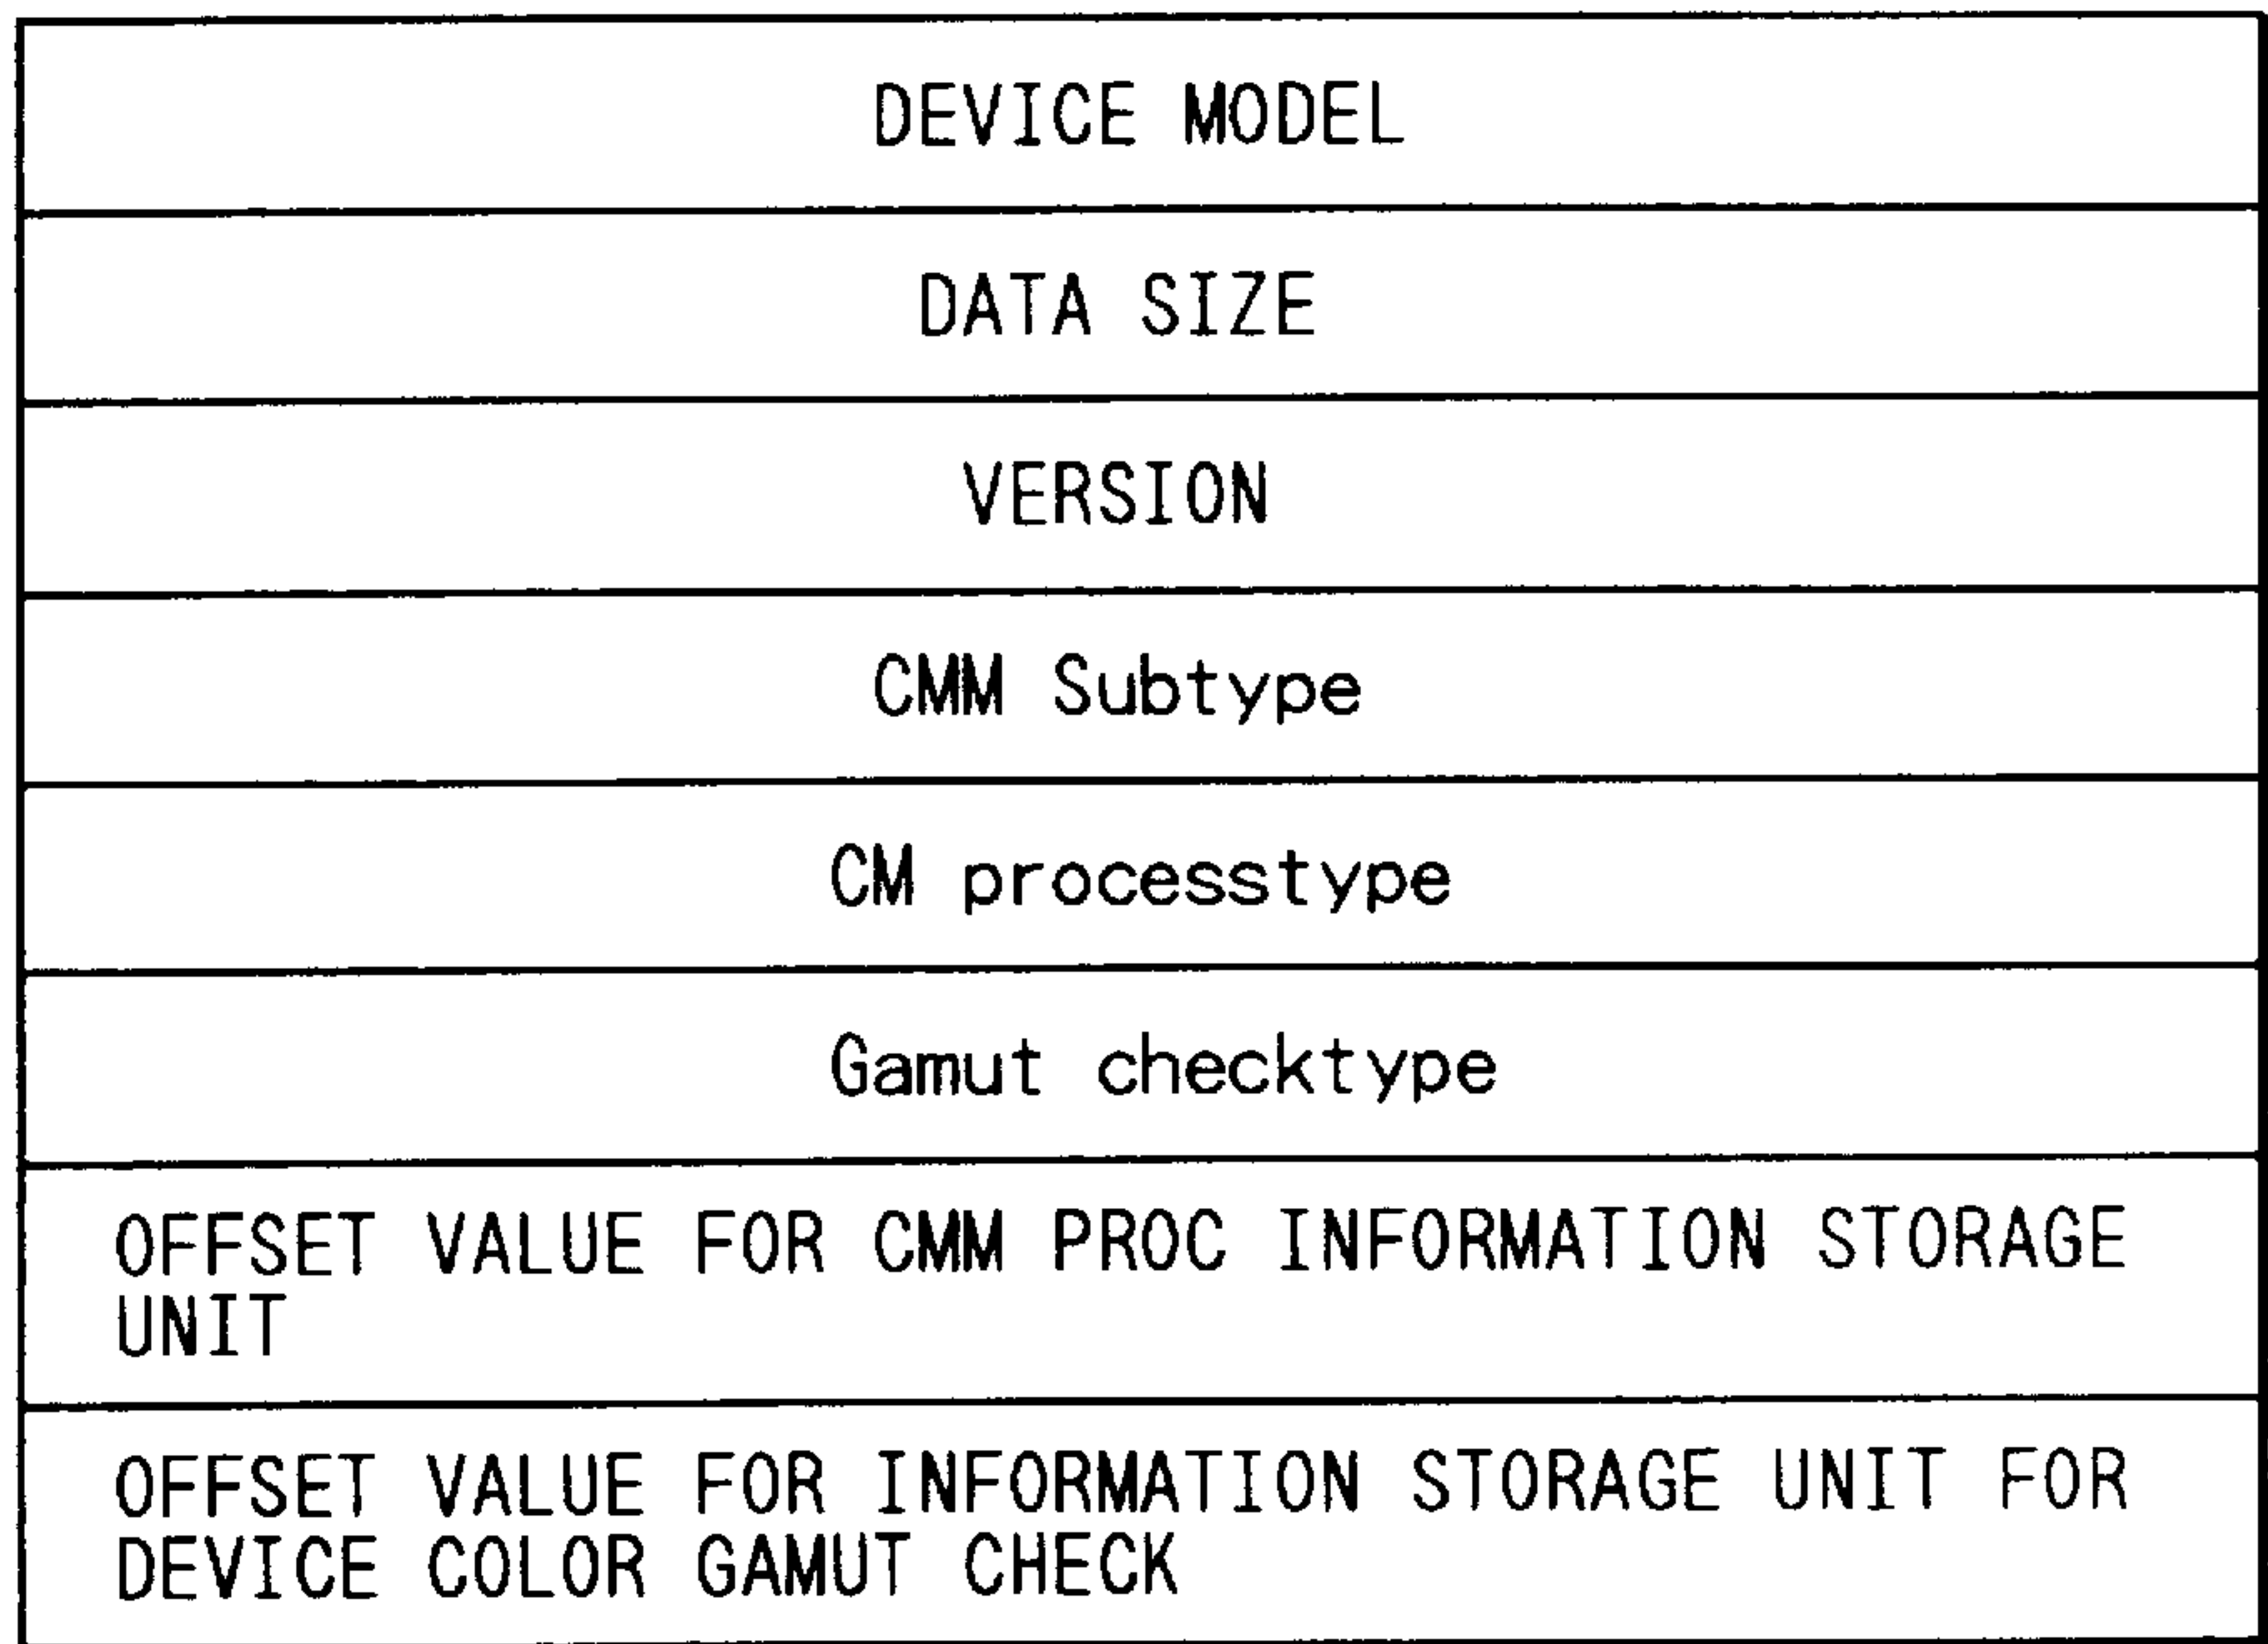 DEVICE MODEL
DATA SIZE
VERSION
CMM Subtype
CM processtype
Gamut checktype
OFFSET VALUE FOR CMM PROC INFORMATION STORAGE
UNIT
OFFSET VALUE FOR INFORMATION STORAGE UNIT FOR
DEVICE COLOR GAMUT CHECK